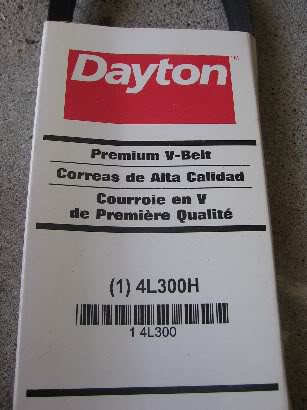 Dayton
Premium V-Belt
Correas de Alta Calidad
Courroie en V
de Première Qualité
(1) 4L300H
1 4L300